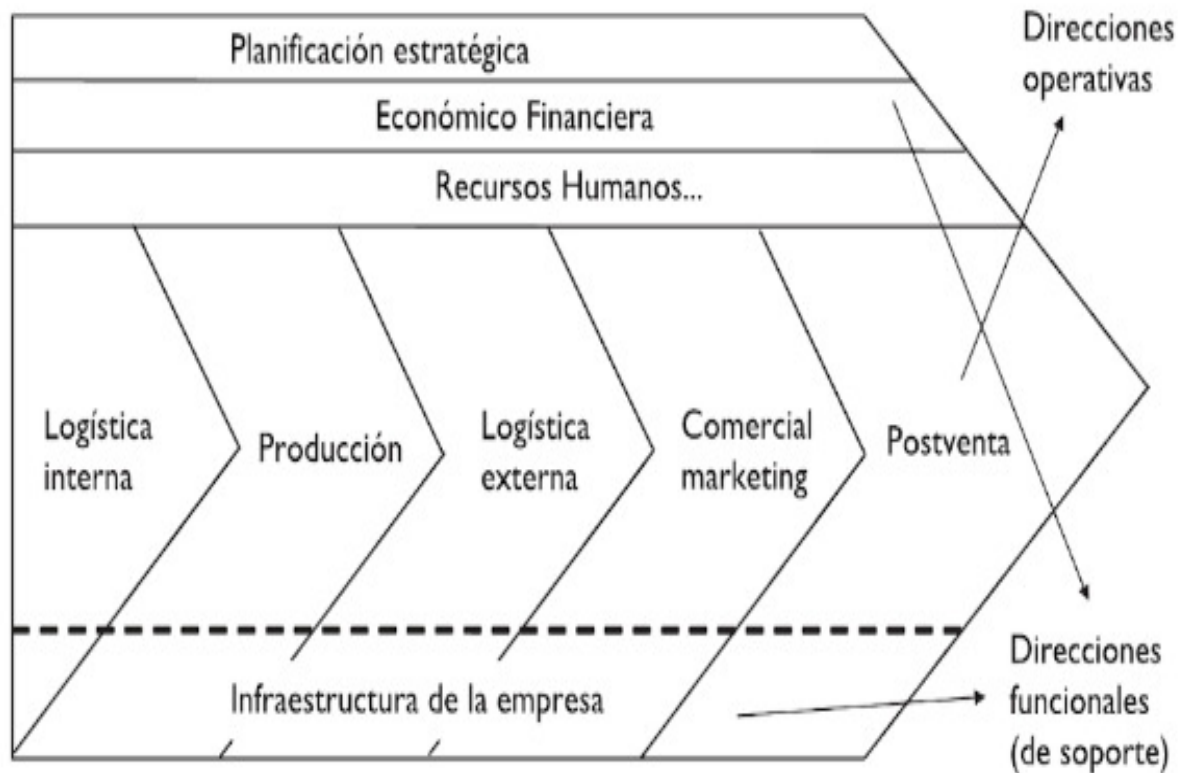 Planificación estratégica
Económico Financiera
Recursos Humanos...
Direcciones
operativas
Logística
interna
Producción
Logística
externa
Comercial
marketing
Postventa
Infraestructura de la empresa
Direcciones
funcionales
(de soporte)